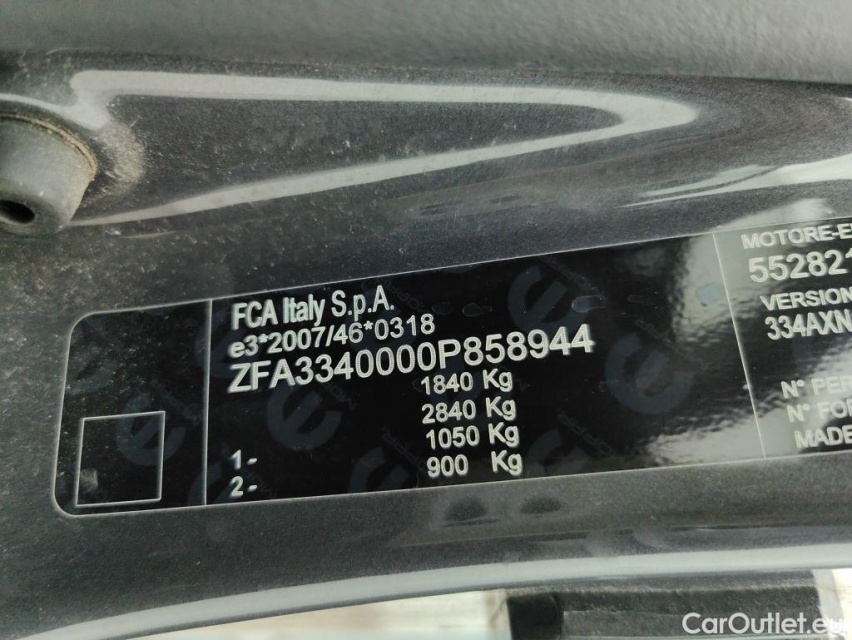 FCA Italy S.p.A.
e3*2007/46*0318
ZFA3340000P858944
1840 Kg
2840 Kg
1- 1050 Kg
2- 900 Kg
MOTORE-E
552821
VERSION
334AXN
N° PER
N° FO
MADE
CarOutlet.eu